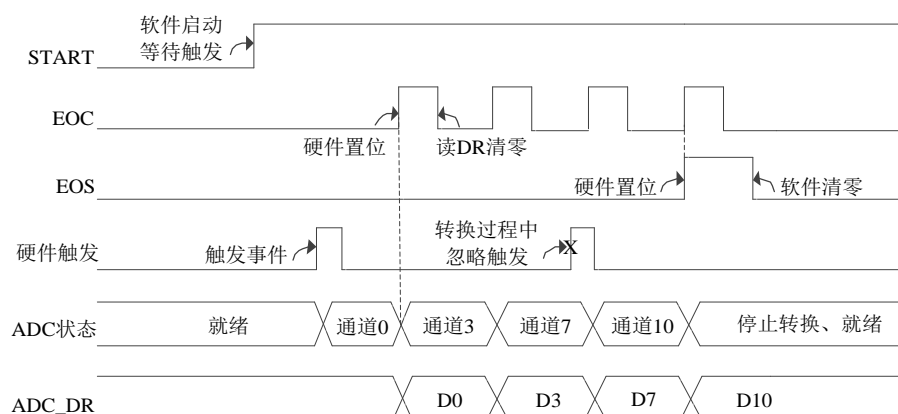 软件启动
等待触发
START
EOC
硬件置位
读DR清零
EOS
硬件置位
软件清零
硬件触发
触发事件
转换过程中
忽略触发
X
ADC状态
就绪
通道0
通道3
通道7
通道10
停止转换、就绪
ADC_DR
D0
D3
D7
D10